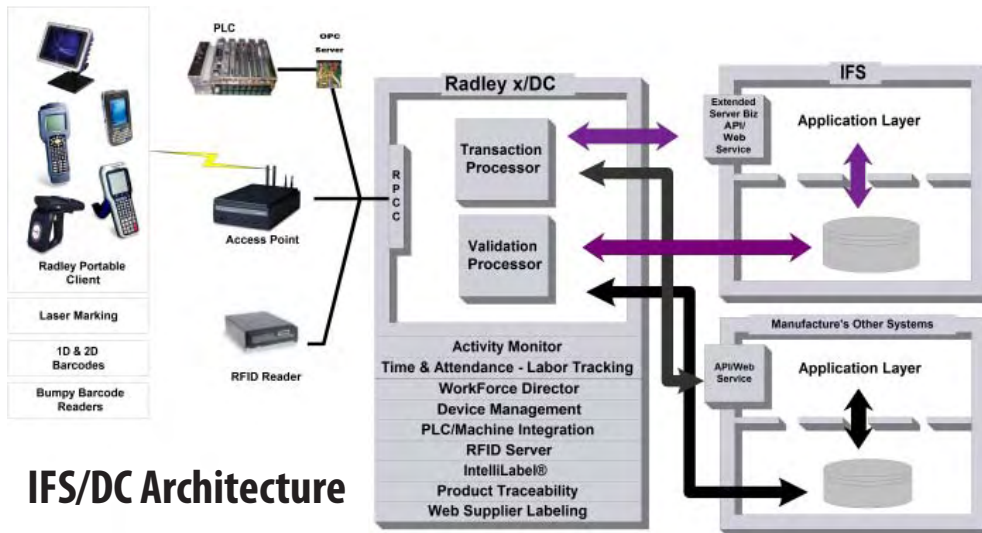 PLC
OPC
Server
Radley Portable
Client
Laser Marking
1D & 2D
Barcodes
Bumpy Barcode
Readers
Access Point
RFID Reader
Radley x/DC
RPCC
Transaction
Processor
Validation
Processor
Activity Monitor
Time & Attendance - Labor Tracking
WorkForce Director
Device Management
PLC/Machine Integration
RFID Server
IntelliLabel®
Product Traceability
Web Supplier Labeling
IFS
Extended
Server Biz
API/
Web
Service
Application Layer
Manufacture's Other Systems
API/Web
Service
Application Layer
IFS/DC Architecture